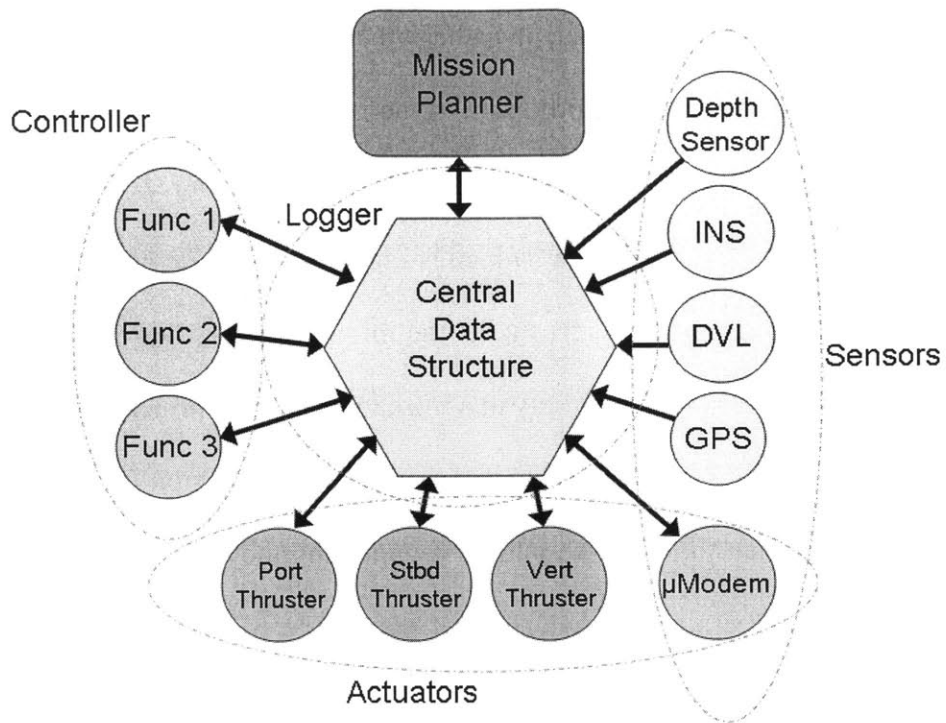 Mission
Planner
Controller
Depth
Sensor
Func 1
Logger
INS
Central
Data
Structure
Func 2
DVL
Sensors
Func 3
GPS
Port
Thruster
Stbd
Thruster
Vert
Thruster
µModem
Actuators